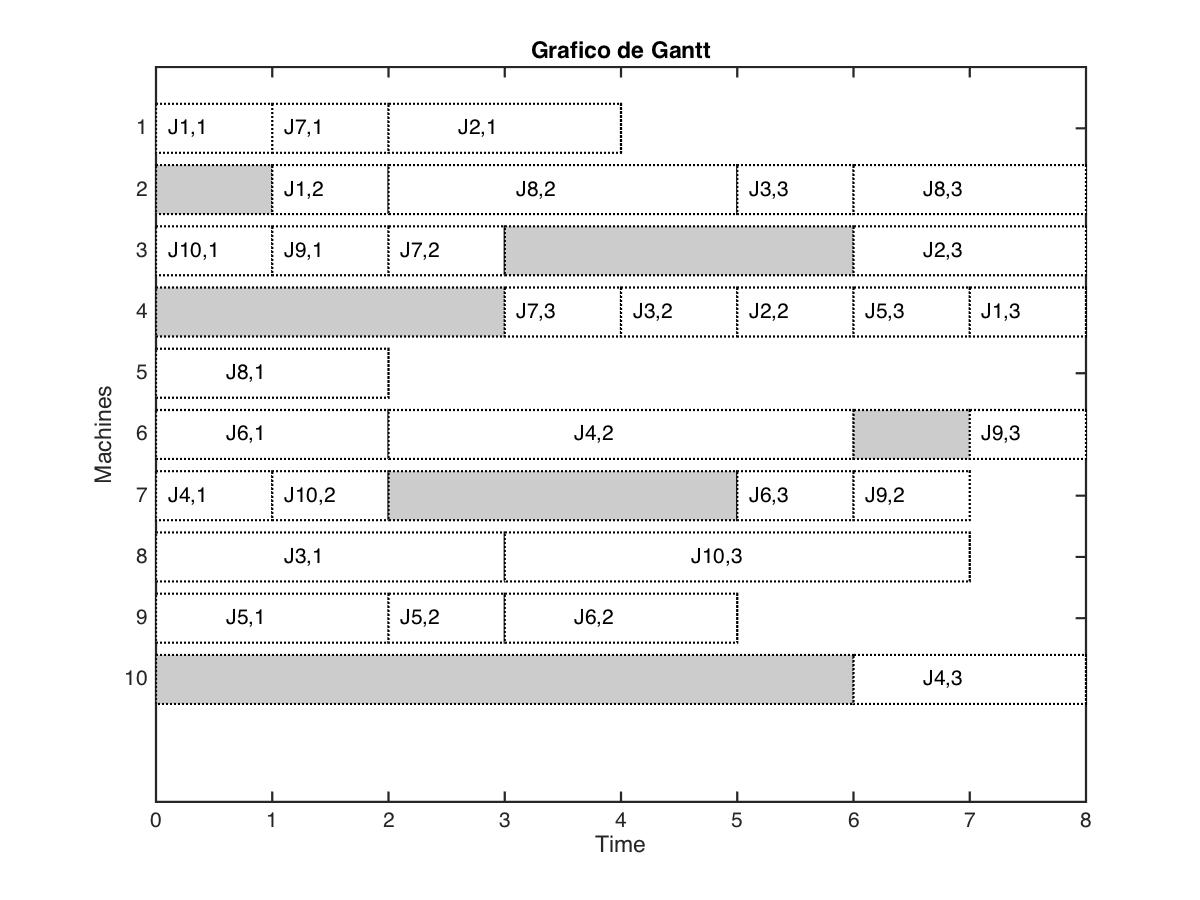 Grafico de Gantt
1 J1,1 J7,1 J2,1
2 J1,2 J8,2 J3,3 J8,3
3 J10,1 J9,1 J7,2 J2,3
4 J7,3 J3,2 J2,2 J5,3 J1,3
5 J8,1
6 J6,1 J4,2 J9,3
7 J4,1 J10,2 J6,3 J9,2
8 J3,1 J10,3
9 J5,1 J5,2 J6,2
10 J4,3
Machines
0 1 2 3 4 5 6 7 8
Time